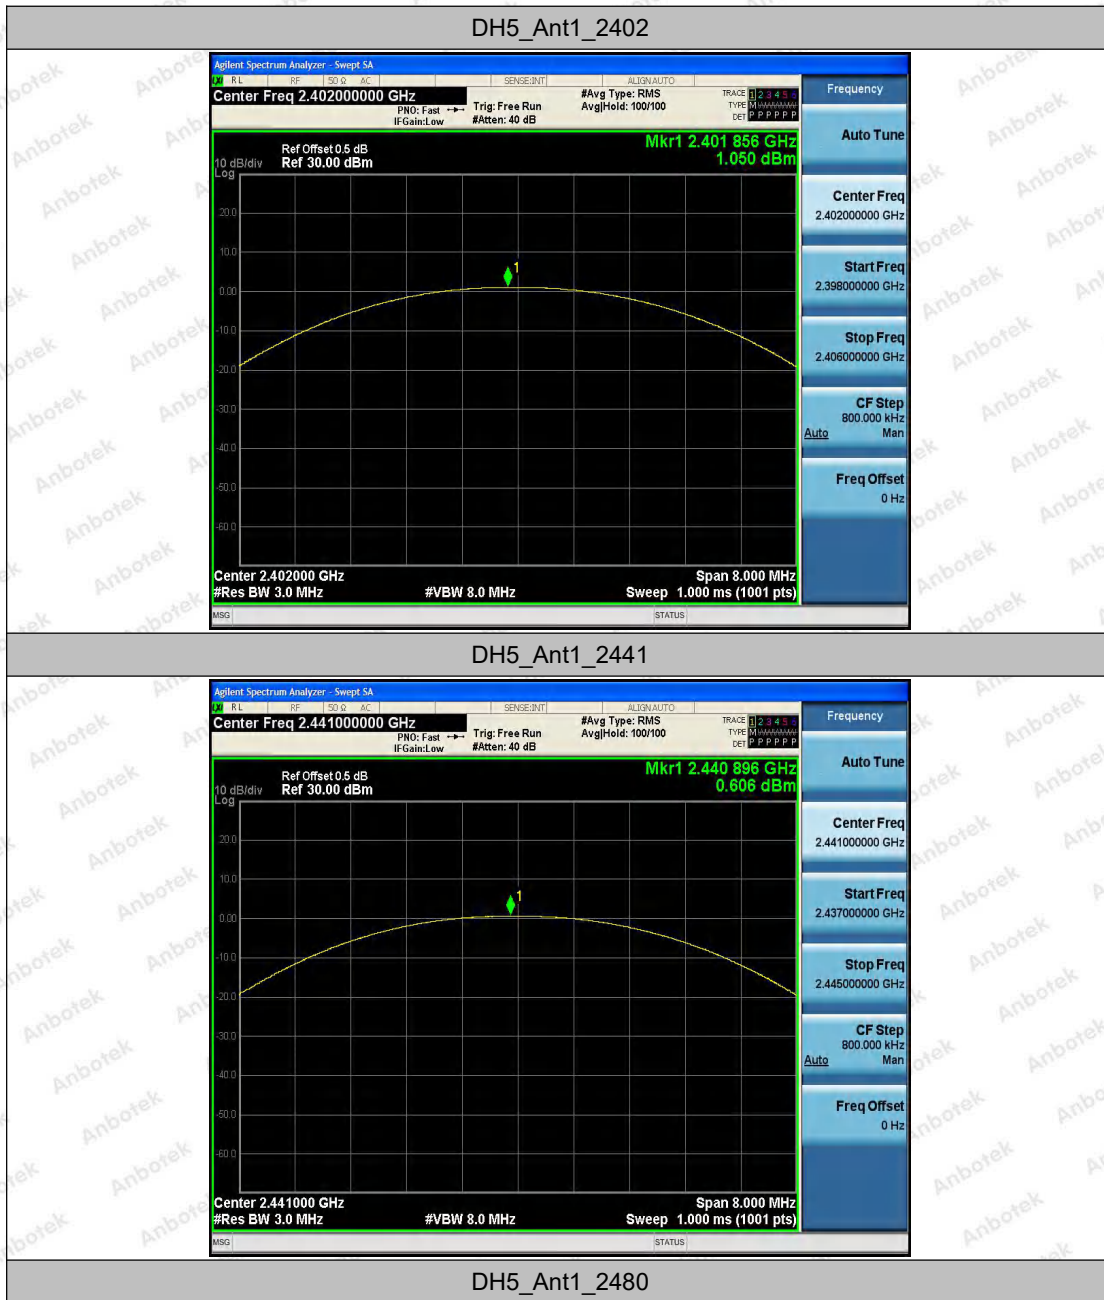 DH5_Ant1_2402
Agilent Spectrum Analyzer - Swept SA
RL RF 50 Ω AC SENSE:INT ALIGN AUTO
Center Freq 2.402000000 GHz
PNO: Fast
IFGain:Low
Trig: Free Run
#Atten: 40 dB
#Avg Type: RMS
Avg|Hold: 100/100
TRACE 1 2 3 4 5 6
TYPE M
DET P P P P P P
Mkr1 2.401 856 GHz
1.050 dBm
Ref Offset 0.5 dB
10 dB/div Ref 30.00 dBm
Log
20.0
10.0
1
0.00
-10.0
-20.0
-30.0
-40.0
-50.0
-60.0
Center 2.402000 GHz Span 8.000 MHz
#Res BW 3.0 MHz #VBW 8.0 MHz Sweep 1.000 ms (1001 pts)
MSG STATUS
Frequency
Auto Tune
Center Freq
2.402000000 GHz
Start Freq
2.398000000 GHz
Stop Freq
2.406000000 GHz
CF Step
800.000 kHz
Auto Man
Freq Offset
0 Hz
DH5_Ant1_2441
Agilent Spectrum Analyzer - Swept SA
RL RF 50 Ω AC SENSE:INT ALIGN AUTO
Center Freq 2.441000000 GHz
PNO: Fast
IFGain:Low
Trig: Free Run
#Atten: 40 dB
#Avg Type: RMS
Avg|Hold: 100/100
TRACE 1 2 3 4 5 6
TYPE M
DET P P P P P P
Mkr1 2.440 896 GHz
0.606 dBm
Ref Offset 0.5 dB
10 dB/div Ref 30.00 dBm
Log
20.0
10.0
1
0.00
-10.0
-20.0
-30.0
-40.0
-50.0
-60.0
Center 2.441000 GHz Span 8.000 MHz
#Res BW 3.0 MHz #VBW 8.0 MHz Sweep 1.000 ms (1001 pts)
MSG STATUS
Frequency
Auto Tune
Center Freq
2.441000000 GHz
Start Freq
2.437000000 GHz
Stop Freq
2.445000000 GHz
CF Step
800.000 kHz
Auto Man
Freq Offset
0 Hz
DH5_Ant1_2480